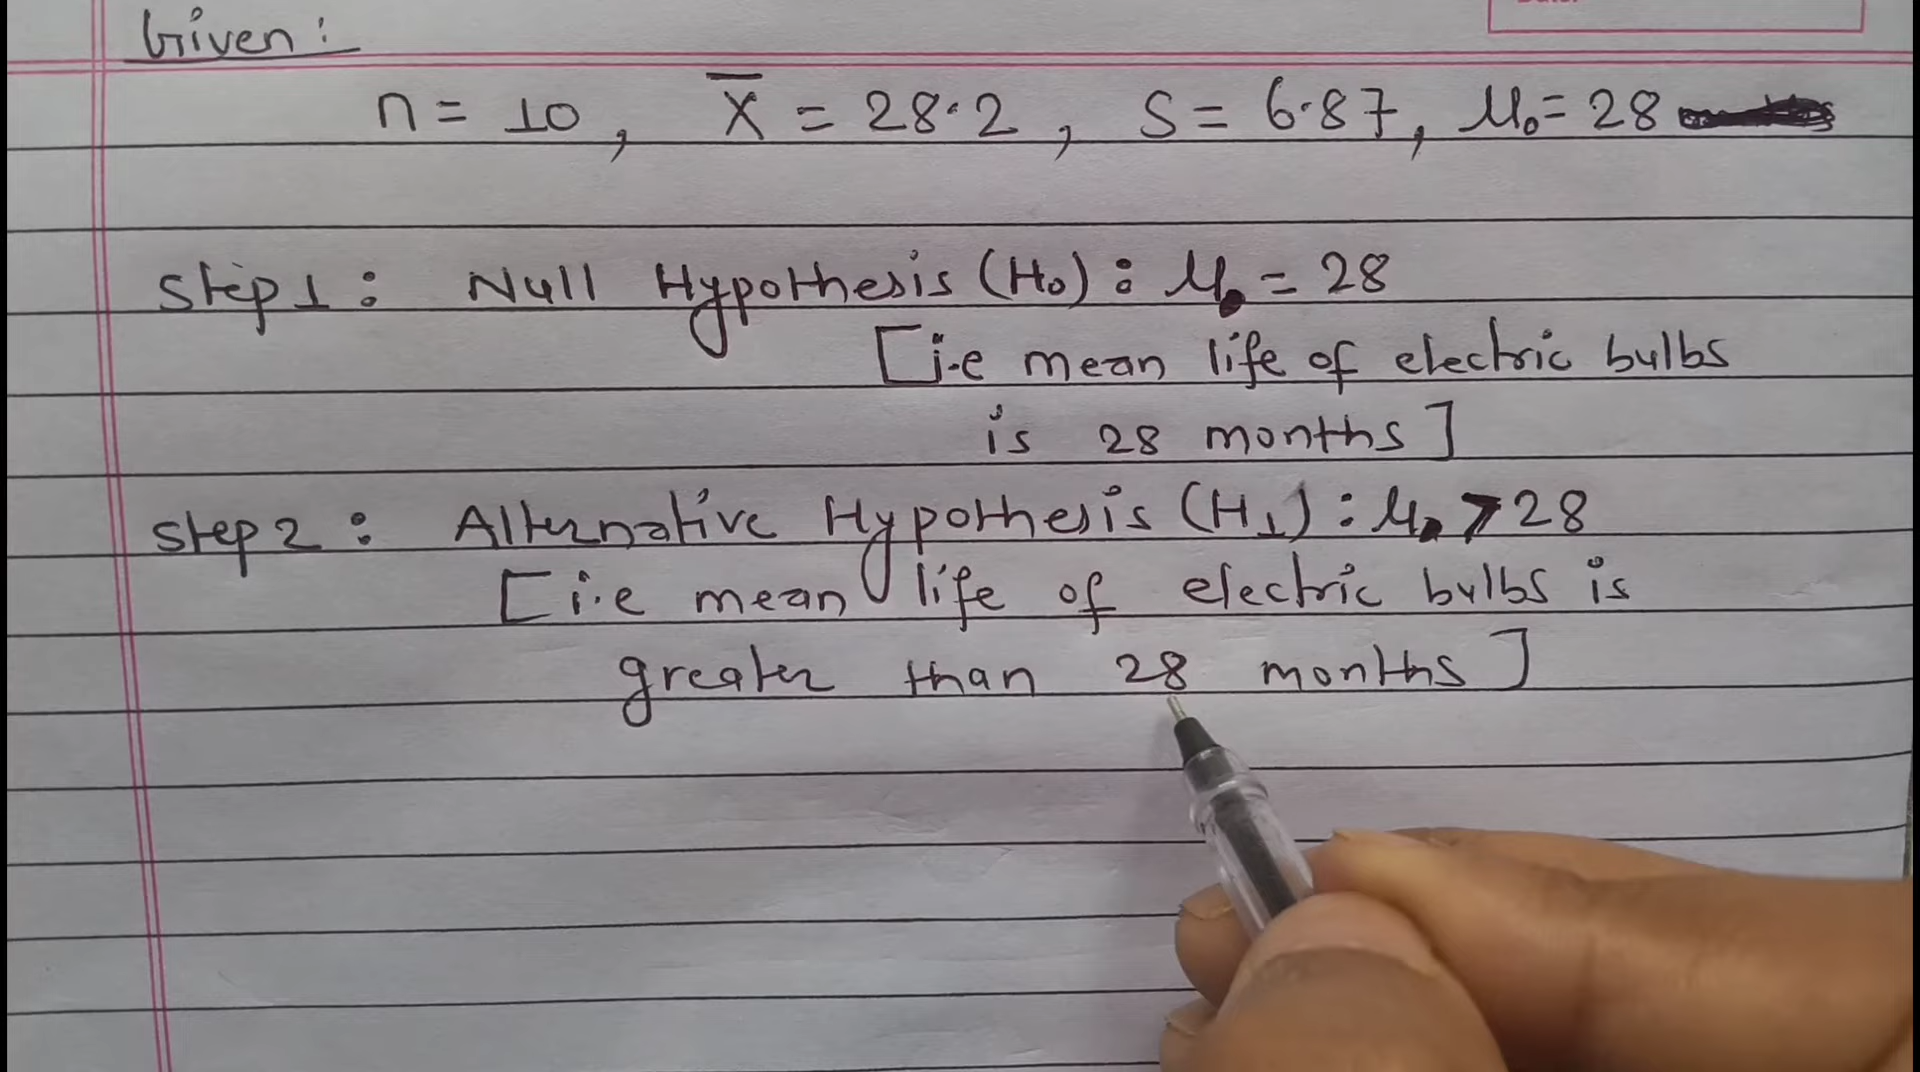 Given:
n = 10, X̄ = 28.2, S = 6.87, μ₀ = 28
Step 1 : Null Hypothesis (H₀) : μ = 28
[i.e mean life of electric bulbs
is 28 months]
Step 2 : Alternative Hypothesis (H₁) : μ > 28
[i.e mean life of electric bulbs is
greater than 28 months]